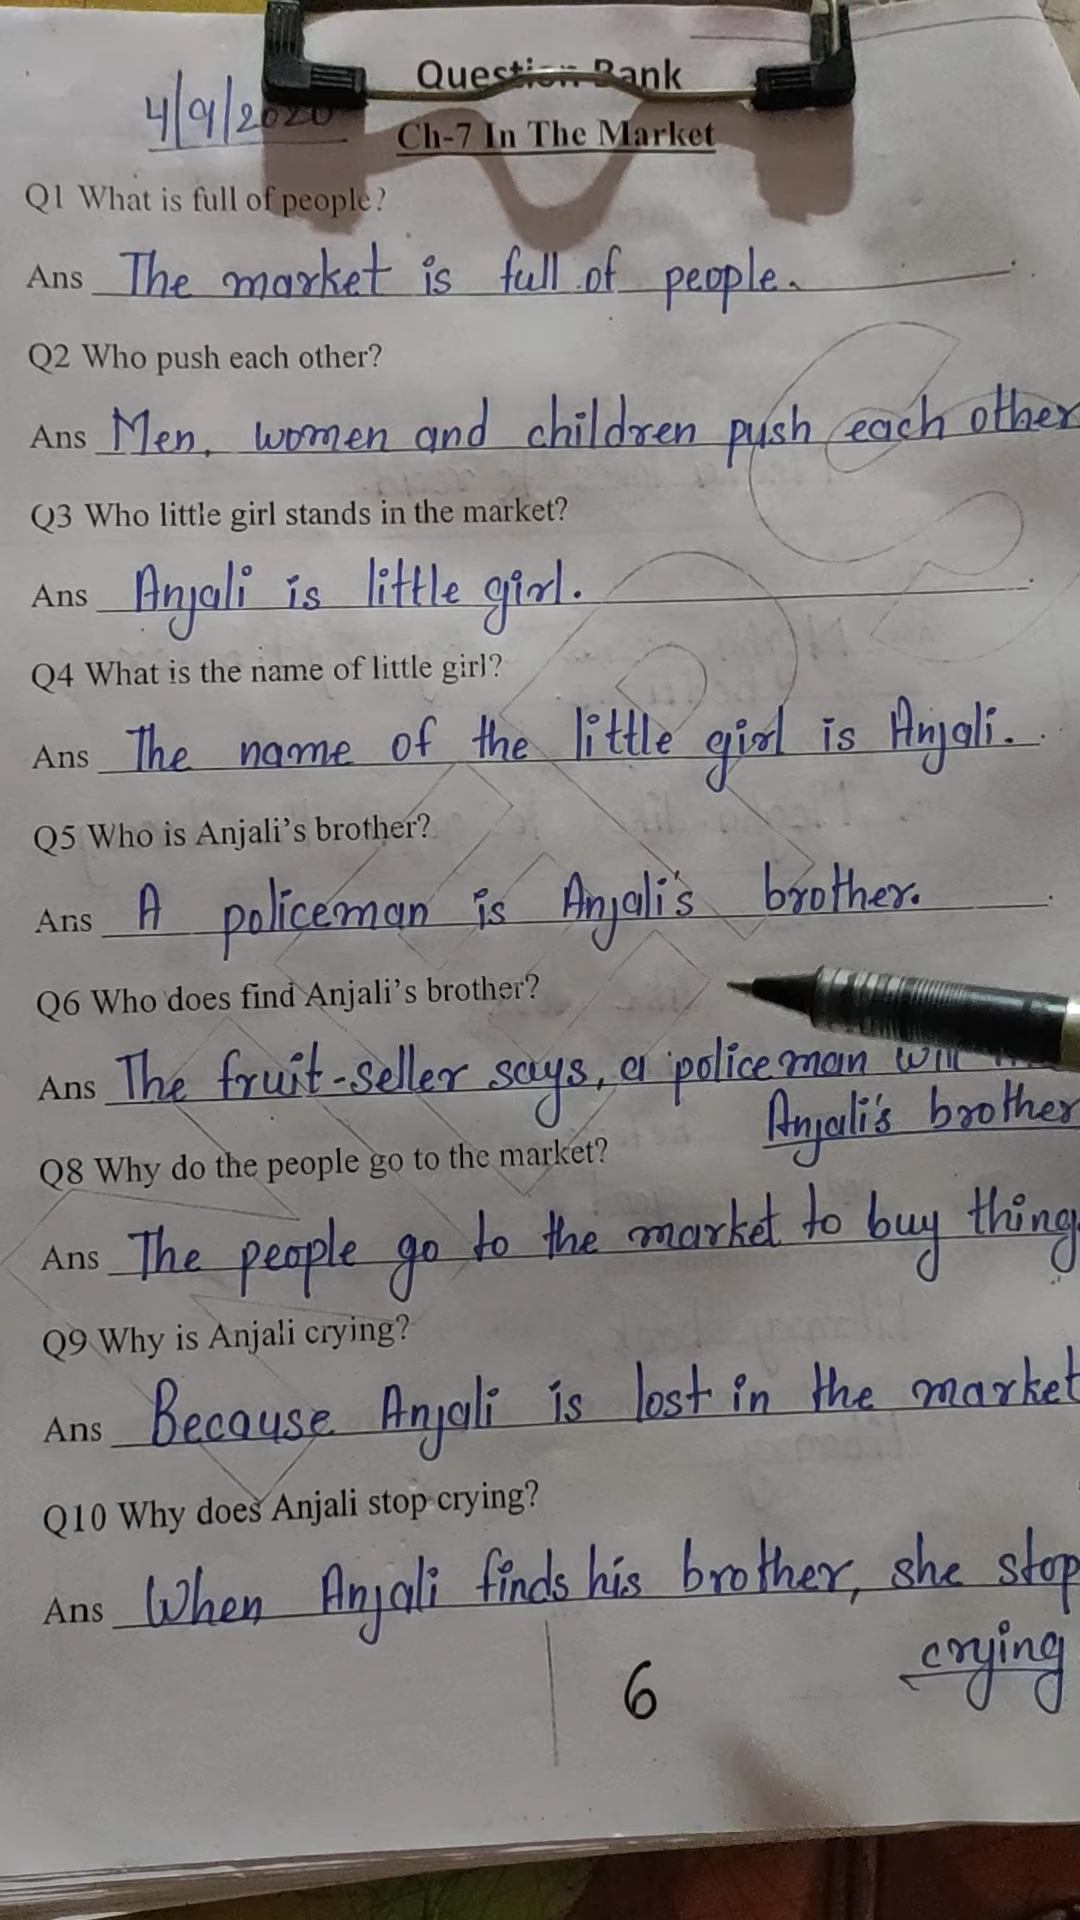 Question Bank
4/9/2020
Ch-7 In The Market
Q1 What is full of people?
Ans The market is full of people.
Q2 Who push each other?
Ans Men, women and children push each other
Q3 Who little girl stands in the market?
Ans Anjali is little girl.
Q4 What is the name of little girl?
Ans The name of the little girl is Anjali.
Q5 Who is Anjali's brother?
Ans A policeman is Anjali's brother.
Q6 Who does find Anjali's brother?
Ans The fruit-seller says, a policeman will
Anjali's brother
Q8 Why do the people go to the market?
Ans The people go to the market to buy thing
Q9 Why is Anjali crying?
Ans Because Anjali is lost in the market
Q10 Why does Anjali stop crying?
Ans When Anjali finds his brother, she stop
crying
6